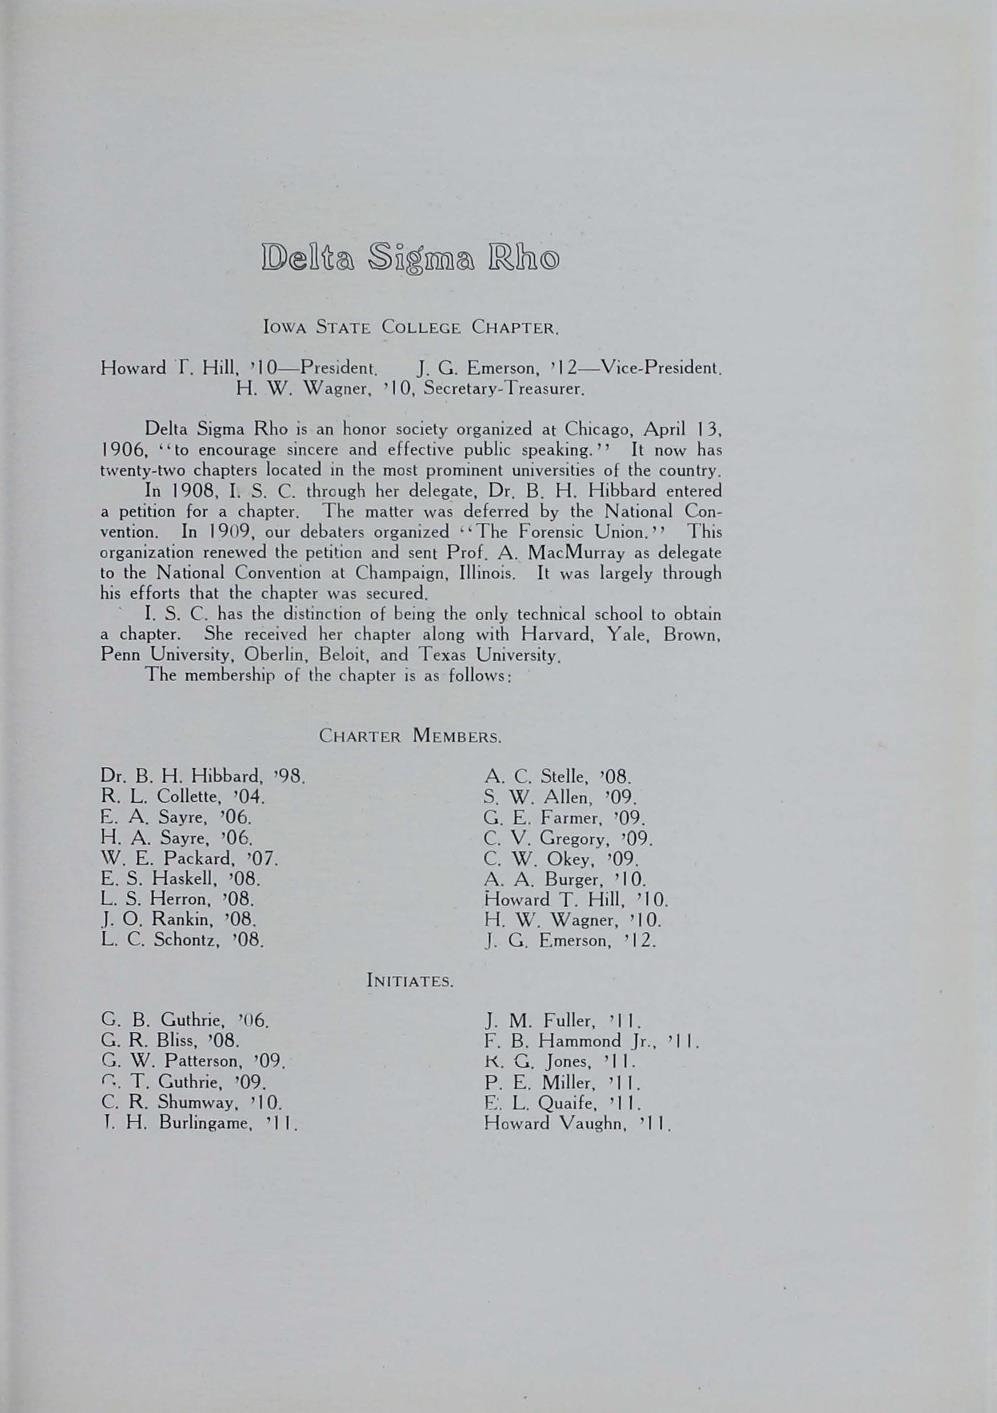 Delta Sigma Rho
IOWA STATE COLLEGE CHAPTER.
Howard T. Hill, '10—President. J. G. Emerson, '12—Vice-President.
H. W. Wagner, '10, Secretary-Treasurer.
Delta Sigma Rho is an honor society organized at Chicago, April 13,
1906, "to encourage sincere and effective public speaking." It now has
twenty-two chapters located in the most prominent universities of the country.
In 1908, I. S. C. through her delegate, Dr. B. H. Hibbard entered
a petition for a chapter. The matter was deferred by the National Con-
vention. In 1909, our debaters organized "The Forensic Union." This
organization renewed the petition and sent Prof. A. MacMurray as delegate
to the National Convention at Champaign, Illinois. It was largely through
his efforts that the chapter was secured.
I. S. C. has the distinction of being the only technical school to obtain
a chapter. She received her chapter along with Harvard, Yale, Brown,
Penn University, Oberlin, Beloit, and Texas University.
The membership of the chapter is as follows:
CHARTER MEMBERS.
Dr. B. H. Hibbard, '98.
R. L. Collette, '04.
E. A. Sayre, '06.
H. A. Sayre, '06.
W. E. Packard, '07.
E. S. Haskell, '08.
L. S. Herron, '08.
J. O. Rankin, '08.
L. C. Schontz, '08.
A. C. Stelle, '08.
S. W. Allen, '09.
G. E. Farmer, '09.
C. V. Gregory, '09.
C. W. Okey, '09.
A. A. Burger, '10.
Howard T. Hill, '10.
H. W. Wagner, '10.
J. G. Emerson, '12.
INITIATES.
G. B. Guthrie, '06.
G. R. Bliss, '08.
G. W. Patterson, '09.
T. Guthrie, '09.
C. R. Shumway, '10.
H. Burlingame, '11.
J. M. Fuller, '11.
F. B. Hammond Jr., '11.
K. G. Jones, '11.
P. E. Miller, '11.
E. L. Quaife, '11.
Howard Vaughn, '11.